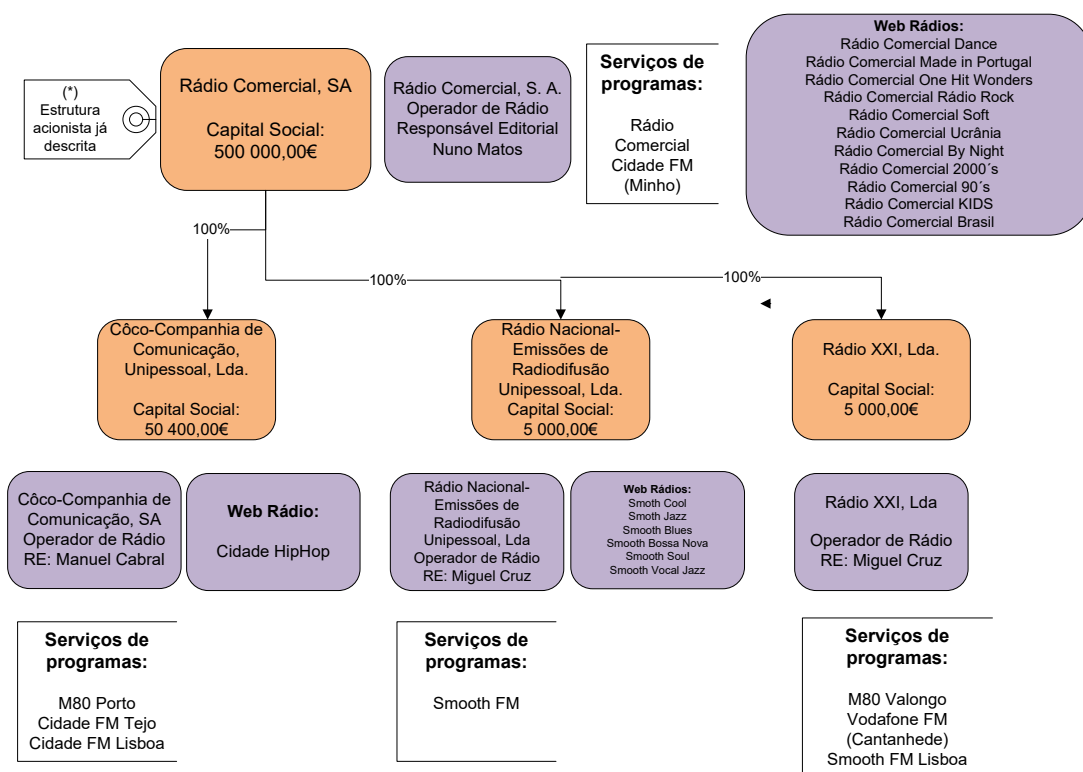 (*)
Estrutura
acionista já
descrita
Rádio Comercial, SA
Capital Social:
500 000,00€
Rádio Comercial, S. A.
Operador de Rádio
Responsável Editorial
Nuno Matos
Serviços de
programas:
Rádio
Comercial
Cidade FM
(Minho)
Web Rádios:
Rádio Comercial Dance
Rádio Comercial Made in Portugal
Rádio Comercial One Hit Wonders
Rádio Comercial Rádio Rock
Rádio Comercial Soft
Rádio Comercial Ucrânia
Rádio Comercial By Night
Rádio Comercial 2000´s
Rádio Comercial 90´s
Rádio Comercial KIDS
Rádio Comercial Brasil
100%
100%
100%
Côco-Companhia de
Comunicação,
Unipessoal, Lda.
Capital Social:
50 400,00€
Rádio Nacional-
Emissões de
Radiodifusão
Unipessoal, Lda.
Capital Social:
5 000,00€
Rádio XXI, Lda.
Capital Social:
5 000,00€
Côco-Companhia de
Comunicação, SA
Operador de Rádio
RE: Manuel Cabral
Web Rádio:
Cidade HipHop
Rádio Nacional-
Emissões de
Radiodifusão
Unipessoal, Lda
Operador de Rádio
RE: Miguel Cruz
Web Rádios:
Smoth Cool
Smoth Jazz
Smooth Blues
Smooth Bossa Nova
Smooth Soul
Smooth Vocal Jazz
Rádio XXI, Lda
Operador de Rádio
RE: Miguel Cruz
Serviços de
programas:
M80 Porto
Cidade FM Tejo
Cidade FM Lisboa
Serviços de
programas:
Smooth FM
Serviços de
programas:
M80 Valongo
Vodafone FM
(Cantanhede)
Smooth FM Lisboa